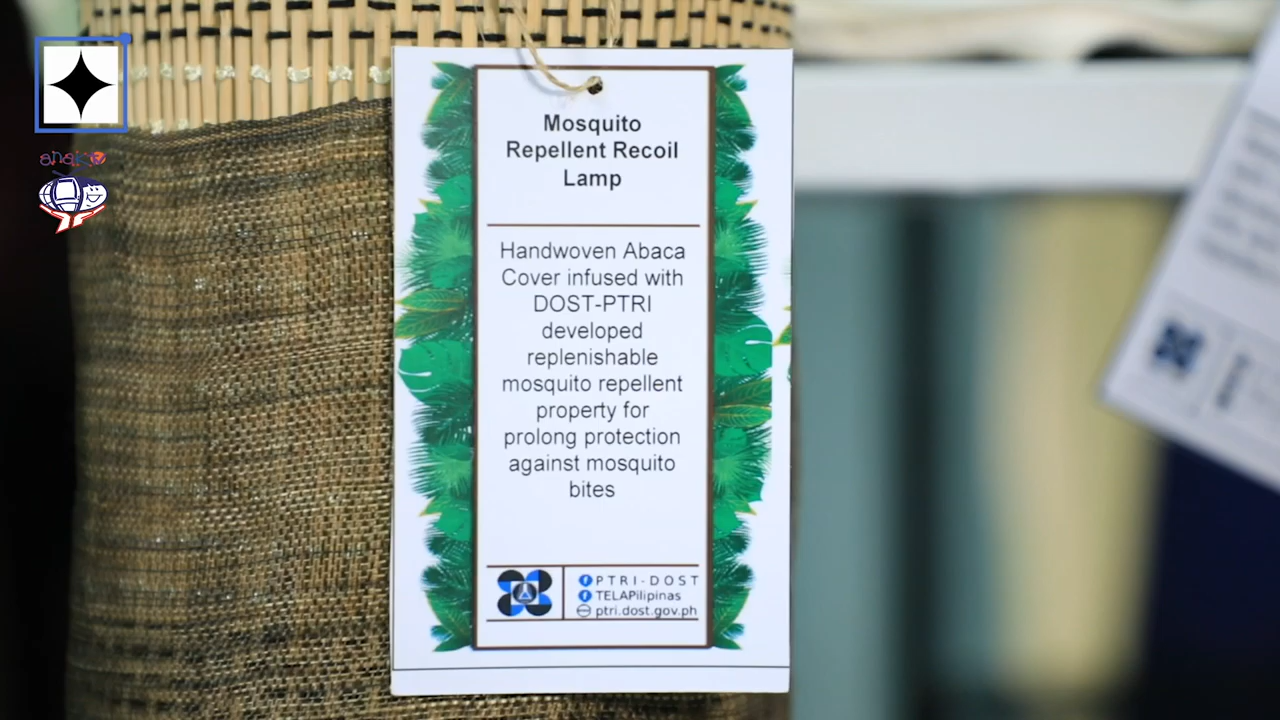 anakw
Mosquito
Repellent Recoil
Lamp
Handwoven Abaca
Cover infused with
DOST-PTRI
developed
replenishable
mosquito repellent
property for
prolong protection
against mosquito
bites
PTRI-DOST
TELAPilipinas
ptri.dost.gov.ph